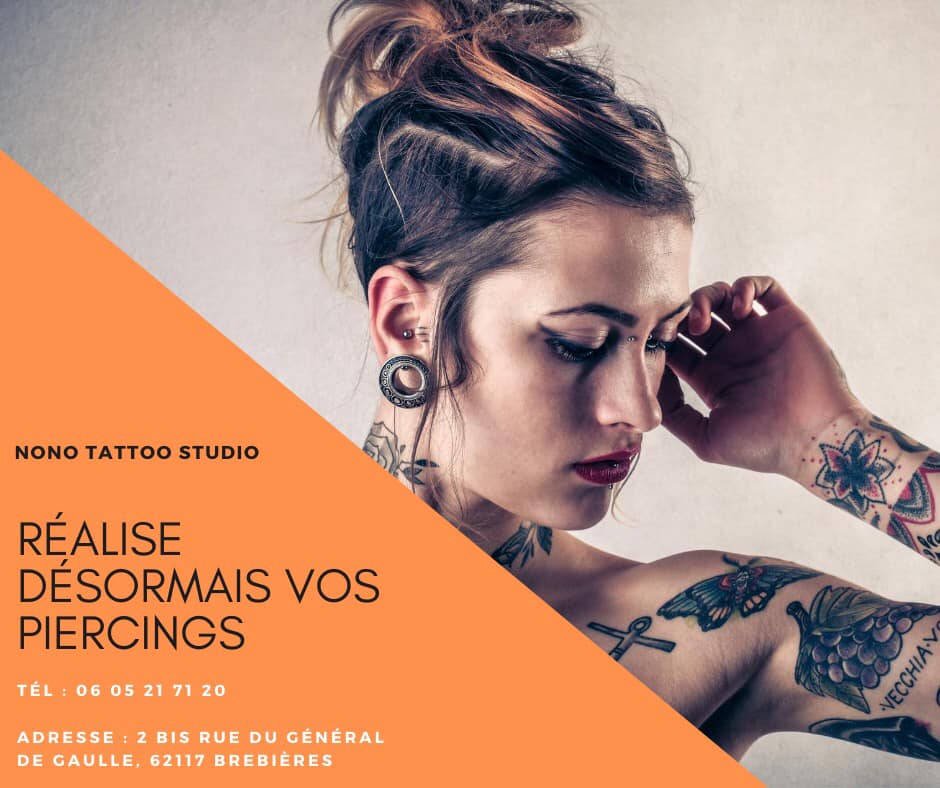 NONO TATTOO STUDIO
RÉALISE
DÉSORMAIS VOS
PIERCINGS
TÉL : 06 05 21 71 20
ADRESSE : 2 BIS RUE DU GÉNÉRAL
DE GAULLE, 62117 BREBIÈRES
·VECCHIA·V